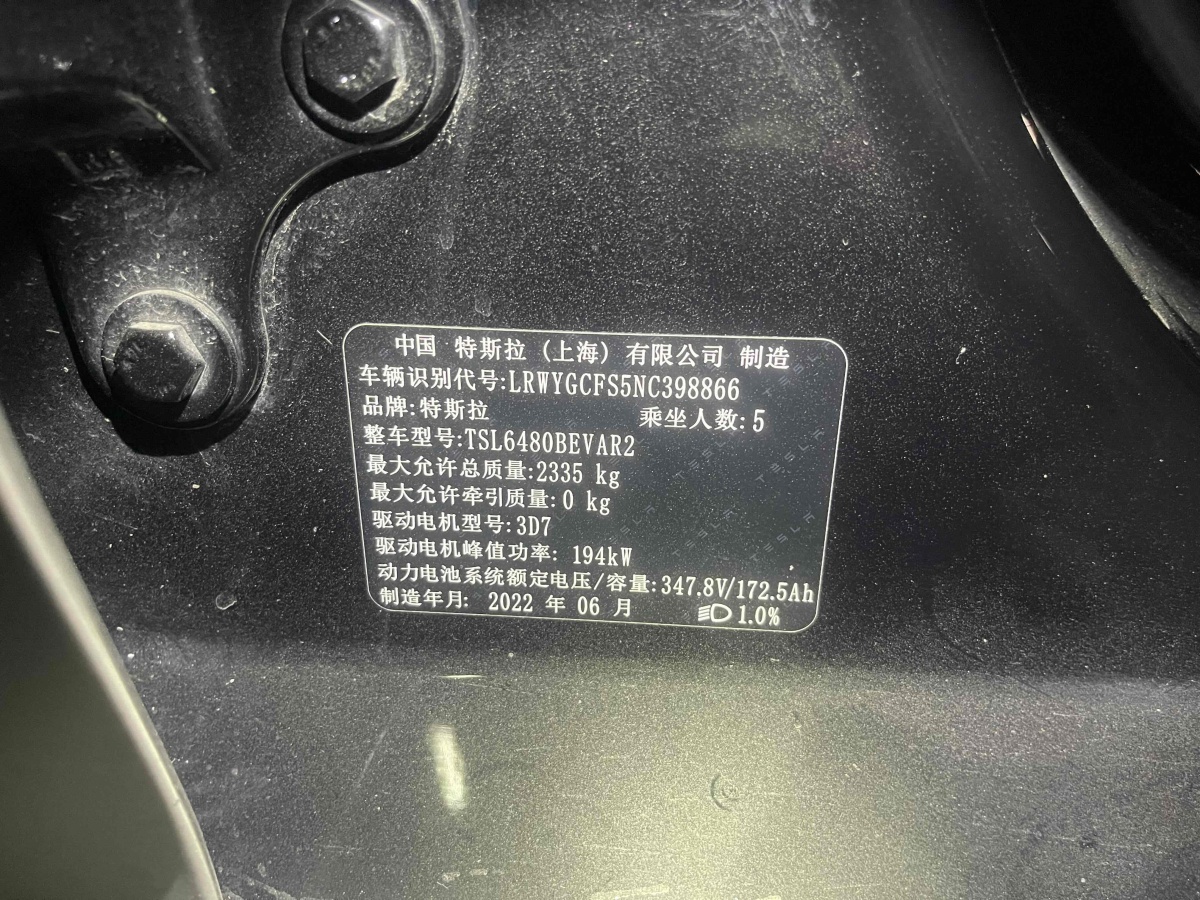 中国 特斯拉 (上海) 有限公司 制造
车辆识别代号:LRWYGCFS5NC398866
品牌:特斯拉 乘坐人数:5
整车型号:TSL6480BEVAR2
最大允许总质量:2335 kg
最大允许牵引质量:0 kg
驱动电机型号:3D7
驱动电机峰值功率: 194kW
动力电池系统额定电压/容量:347.8V/172.5Ah
制造年月: 2022 年 06 月 1.0%